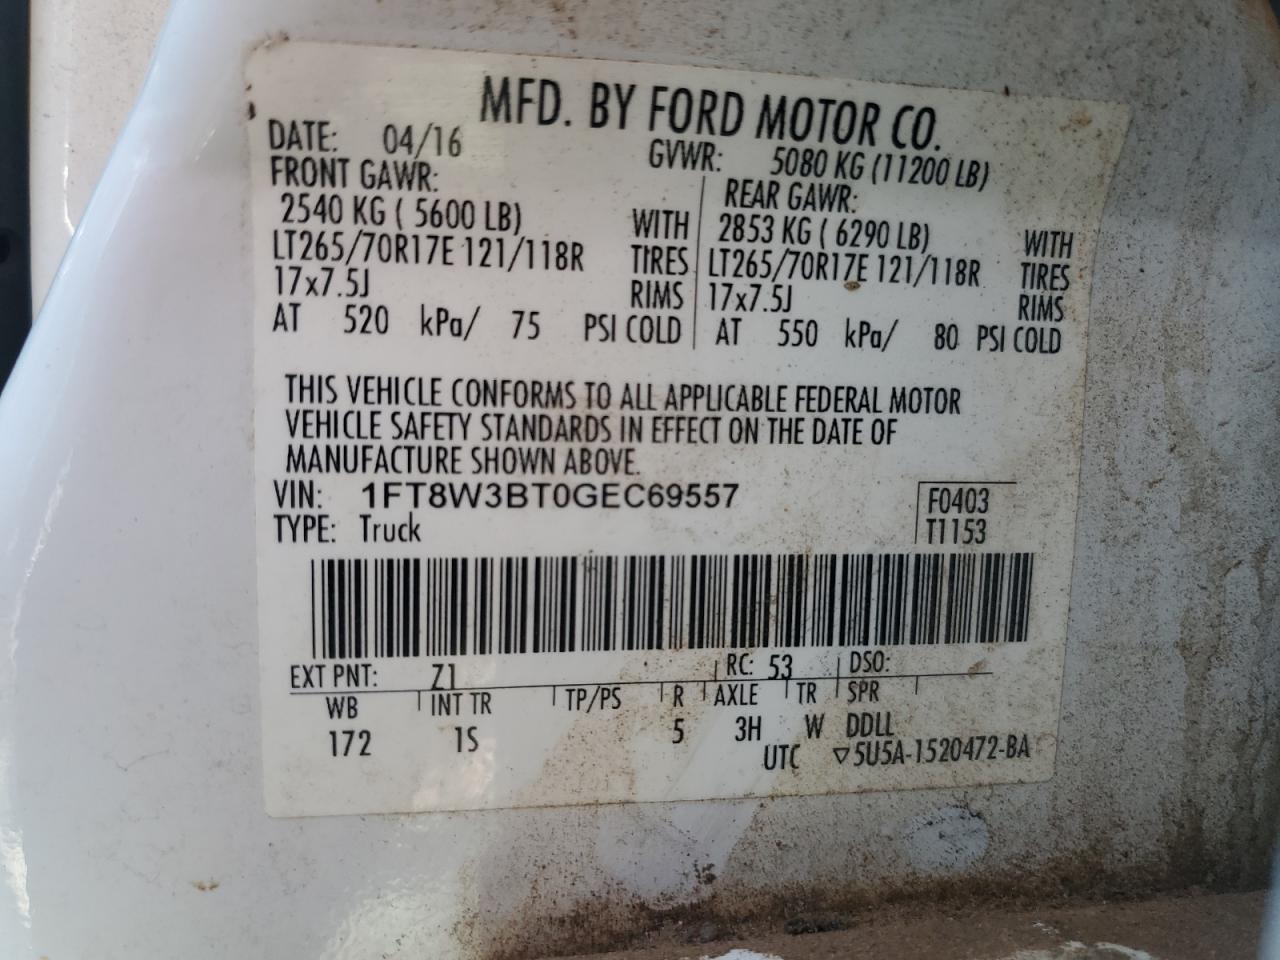 MFD. BY FORD MOTOR CO.
DATE: 04/16 GVWR: 5080 KG (11200 LB)
FRONT GAWR: REAR GAWR:
2540 KG ( 5600 LB) WITH 2853 KG ( 6290 LB) WITH
LT265/70R17E 121/118R TIRES LT265/70R17E 121/118R TIRES
17x7.5J RIMS 17x7.5J RIMS
AT 520 kPa/ 75 PSI COLD AT 550 kPa/ 80 PSI COLD
THIS VEHICLE CONFORMS TO ALL APPLICABLE FEDERAL MOTOR
VEHICLE SAFETY STANDARDS IN EFFECT ON THE DATE OF
MANUFACTURE SHOWN ABOVE.
VIN: 1FT8W3BT0GEC69557 F0403
TYPE: Truck T1153
EXT PNT: Z1 RC: 53 DSO:
WB INT TR TP/PS R AXLE TR SPR
172 1S 5 3H W DDLL
UTC ▽5U5A-1520472-BA